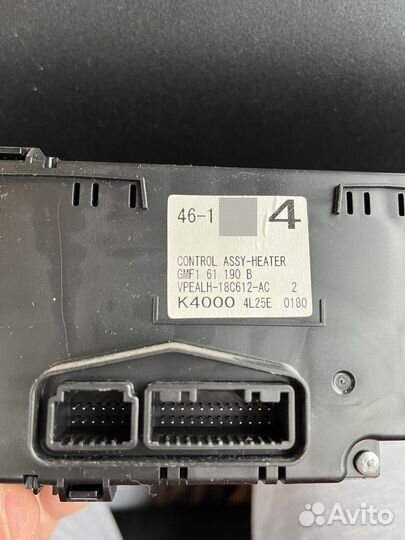 46-1 4
CONTROL ASSY-HEATER
GMF1 61 190 B
VPEALH-18C612-AC 2
K4000 4L25E 0180
Avito